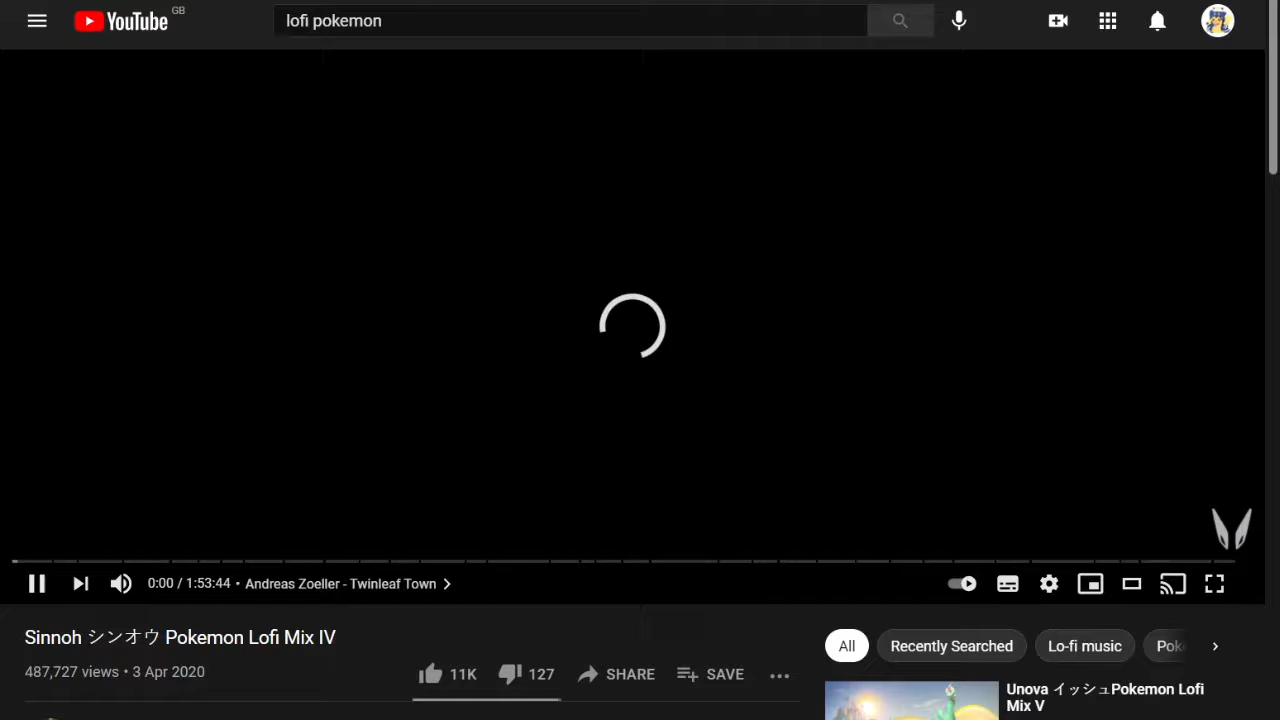 YouTube GB
lofi pokemon
0:00 / 1:53:44 • Andreas Zoeller - Twinleaf Town
Sinnoh シンオウ Pokemon Lofi Mix IV
487,727 views • 3 Apr 2020
11K
127
SHARE
SAVE
All
Recently Searched
Lo-fi music
Pok
Unova イッシュPokemon Lofi
Mix V